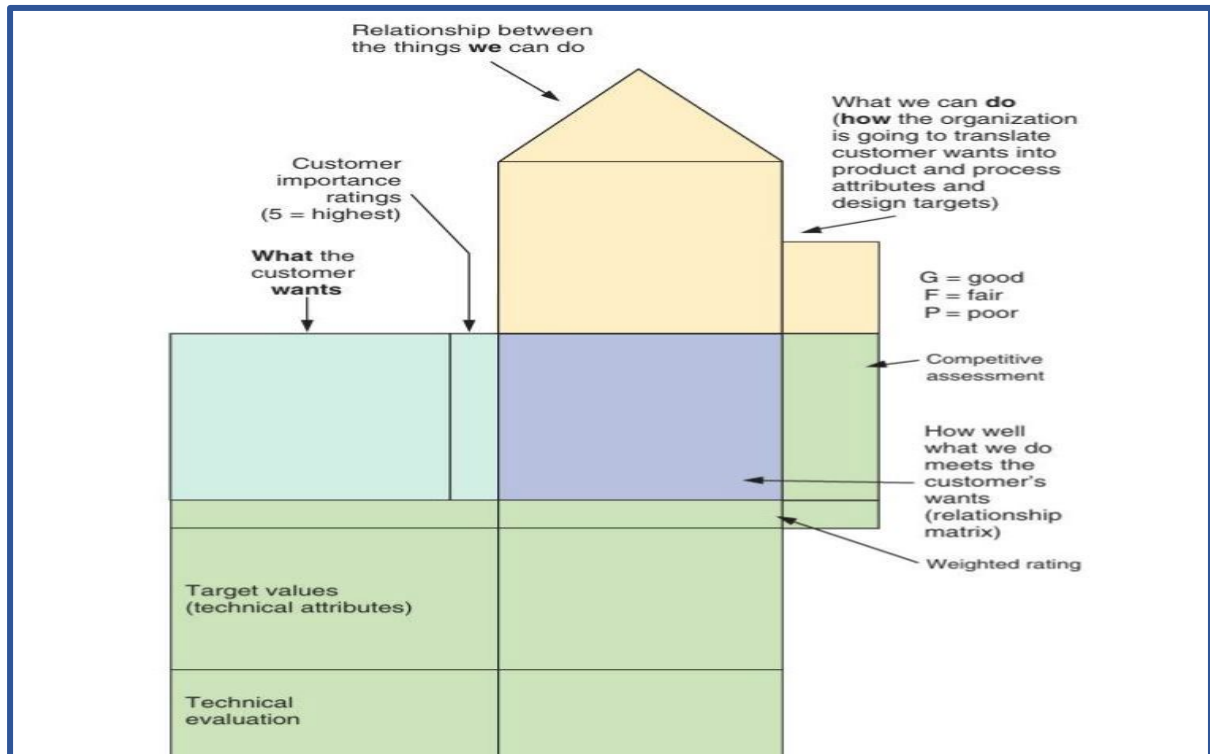 Relationship between
the things we can do
What we can do
(how the organization
is going to translate
customer wants into
product and process
attributes and
design targets)
Customer
importance
ratings
(5 = highest)
What the
customer
wants
G = good
F = fair
P = poor
Competitive
assessment
How well
what we do
meets the
customer's
wants
(relationship
matrix)
Weighted rating
Target values
(technical attributes)
Technical
evaluation